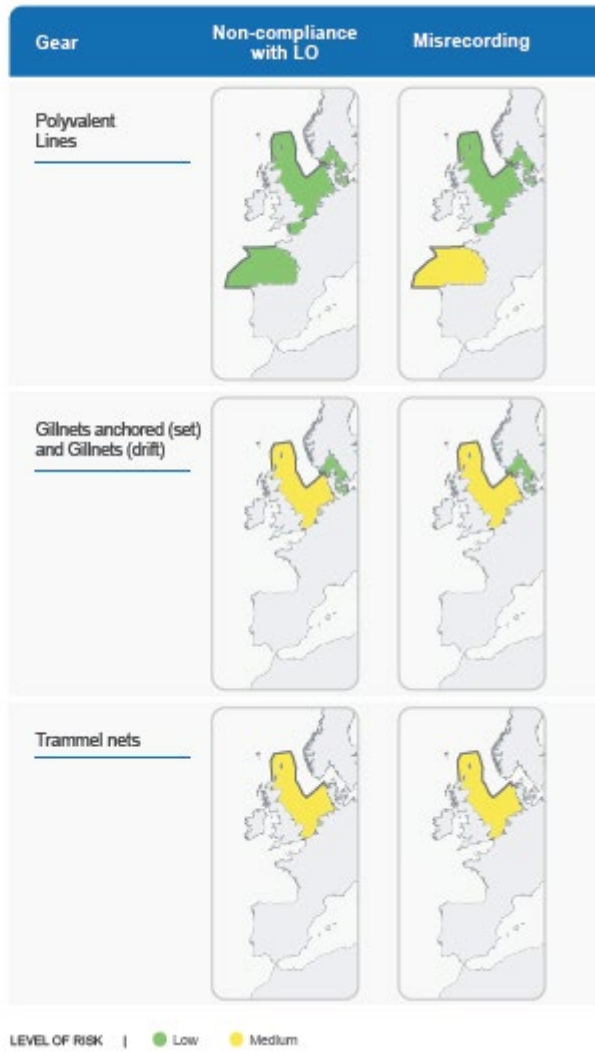 Gear
Non-compliance
with LO
Misrecording
Polyvalent
Lines
Gillnets anchored (set)
and Gillnets (drift)
Trammel nets
LEVEL OF RISK | Low Medium